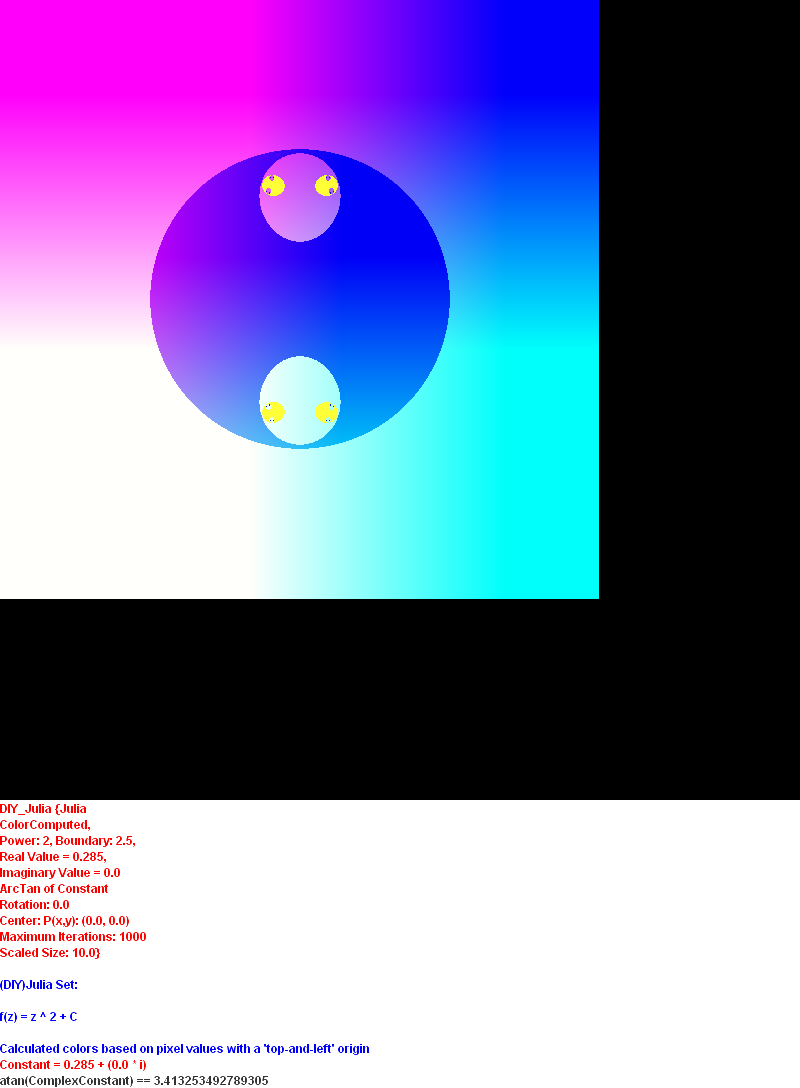 DIY_Julia {Julia
ColorComputed,
Power: 2, Boundary: 2.5,
Real Value = 0.285,
Imaginary Value = 0.0
ArcTan of Constant
Rotation: 0.0
Center: P(x,y): (0.0, 0.0)
Maximum Iterations: 1000
Scaled Size: 10.0}
(DIY)Julia Set:
f(z) = z ^ 2 + C
Calculated colors based on pixel values with a 'top-and-left' origin
Constant = 0.285 + (0.0 * i)
atan(ComplexConstant) == 3.413253492789305